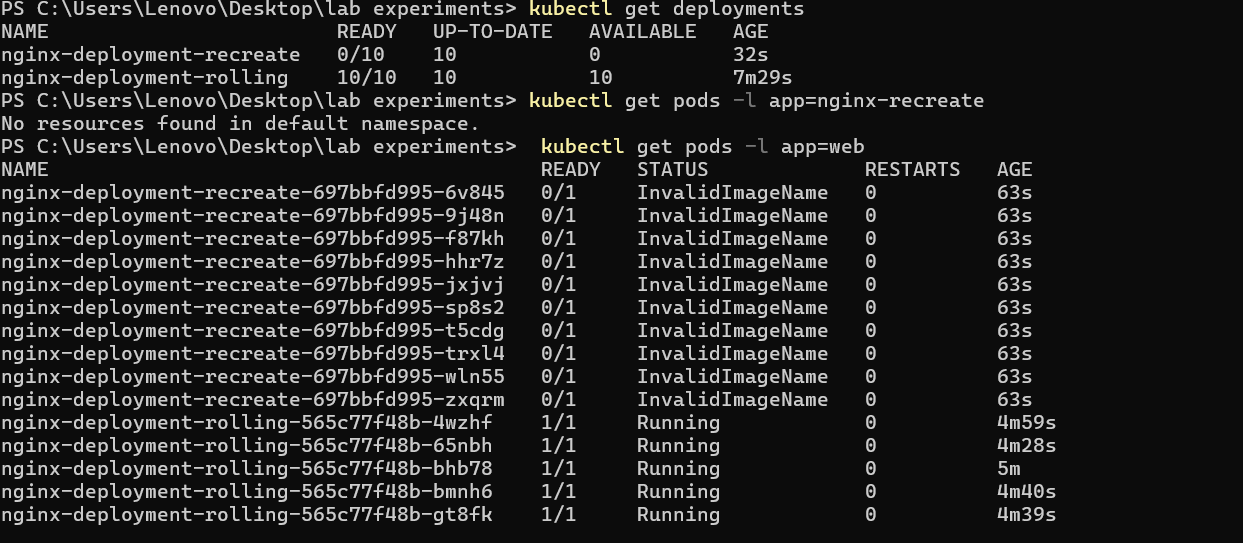 PS C:\Users\Lenovo\Desktop\lab experiments> kubectl get deployments
NAME                        READY   UP-TO-DATE   AVAILABLE   AGE
nginx-deployment-recreate   0/10    10           0           32s
nginx-deployment-rolling    10/10   10           10          7m29s
PS C:\Users\Lenovo\Desktop\lab experiments> kubectl get pods -l app=nginx-recreate
No resources found in default namespace.
PS C:\Users\Lenovo\Desktop\lab experiments>  kubectl get pods -l app=web
NAME                                         READY   STATUS             RESTARTS   AGE
nginx-deployment-recreate-697bbfd995-6v845   0/1     InvalidImageName   0          63s
nginx-deployment-recreate-697bbfd995-9j48n   0/1     InvalidImageName   0          63s
nginx-deployment-recreate-697bbfd995-f87kh   0/1     InvalidImageName   0          63s
nginx-deployment-recreate-697bbfd995-hhr7z   0/1     InvalidImageName   0          63s
nginx-deployment-recreate-697bbfd995-jxjvj   0/1     InvalidImageName   0          63s
nginx-deployment-recreate-697bbfd995-sp8s2   0/1     InvalidImageName   0          63s
nginx-deployment-recreate-697bbfd995-t5cdg   0/1     InvalidImageName   0          63s
nginx-deployment-recreate-697bbfd995-trxl4   0/1     InvalidImageName   0          63s
nginx-deployment-recreate-697bbfd995-wln55   0/1     InvalidImageName   0          63s
nginx-deployment-recreate-697bbfd995-zxqrm   0/1     InvalidImageName   0          63s
nginx-deployment-rolling-565c77f48b-4wzhf    1/1     Running            0          4m59s
nginx-deployment-rolling-565c77f48b-65nbh    1/1     Running            0          4m28s
nginx-deployment-rolling-565c77f48b-bhb78    1/1     Running            0          5m
nginx-deployment-rolling-565c77f48b-bmnh6    1/1     Running            0          4m40s
nginx-deployment-rolling-565c77f48b-gt8fk    1/1     Running            0          4m39s